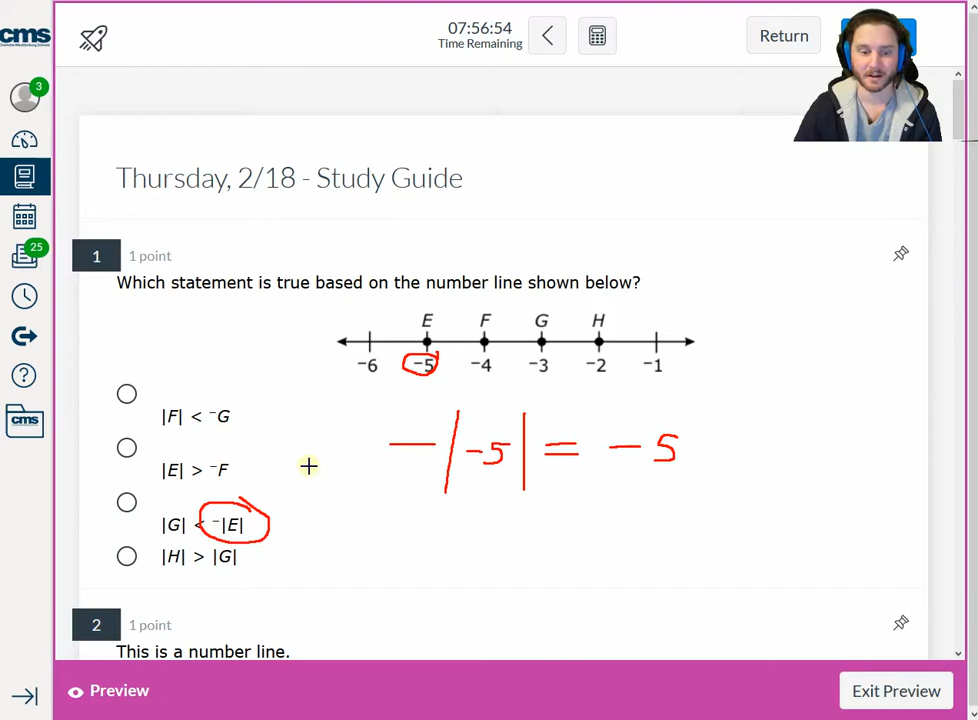 cms
07:56:54
Time Remaining
Return
3
Thursday, 2/18 - Study Guide
25
1
1 point
Which statement is true based on the number line shown below?
E F G H
−6 −5 −4 −3 −2 −1
|F| < ⁻G
|E| > ⁻F
|G| < ⁻|E|
|H| > |G|
— |-5| = -5
cms
2
1 point
This is a number line.
Preview
Exit Preview